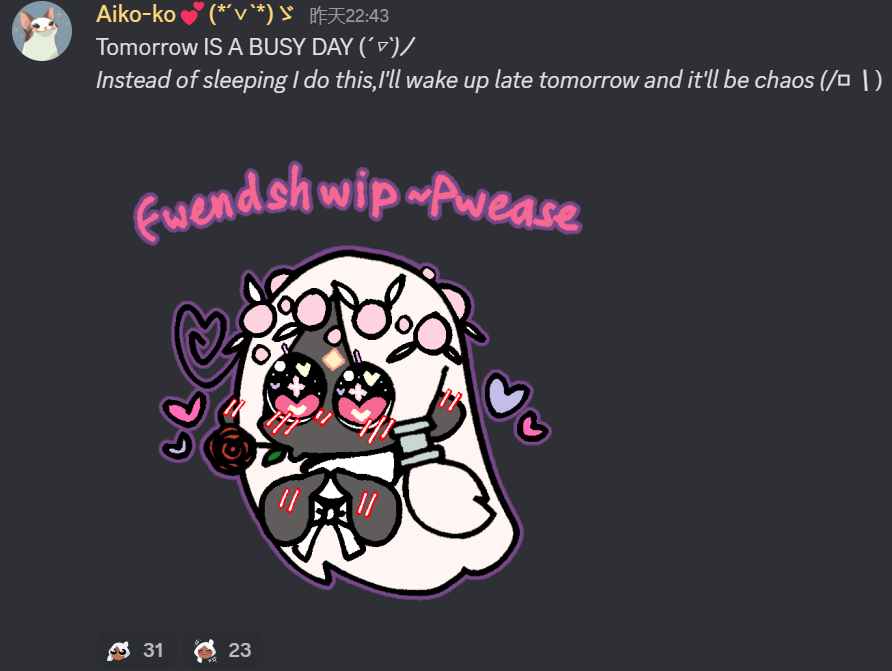 Aiko-ko💕(*ˊᵛˋ*)ゞ 昨天22:43
Tomorrow IS A BUSY DAY (ˊ▿ˋ)ﾉ
Instead of sleeping I do this,I'll wake up late tomorrow and it'll be chaos (/ロ\)
Fwendshwip~Pwease
31 23